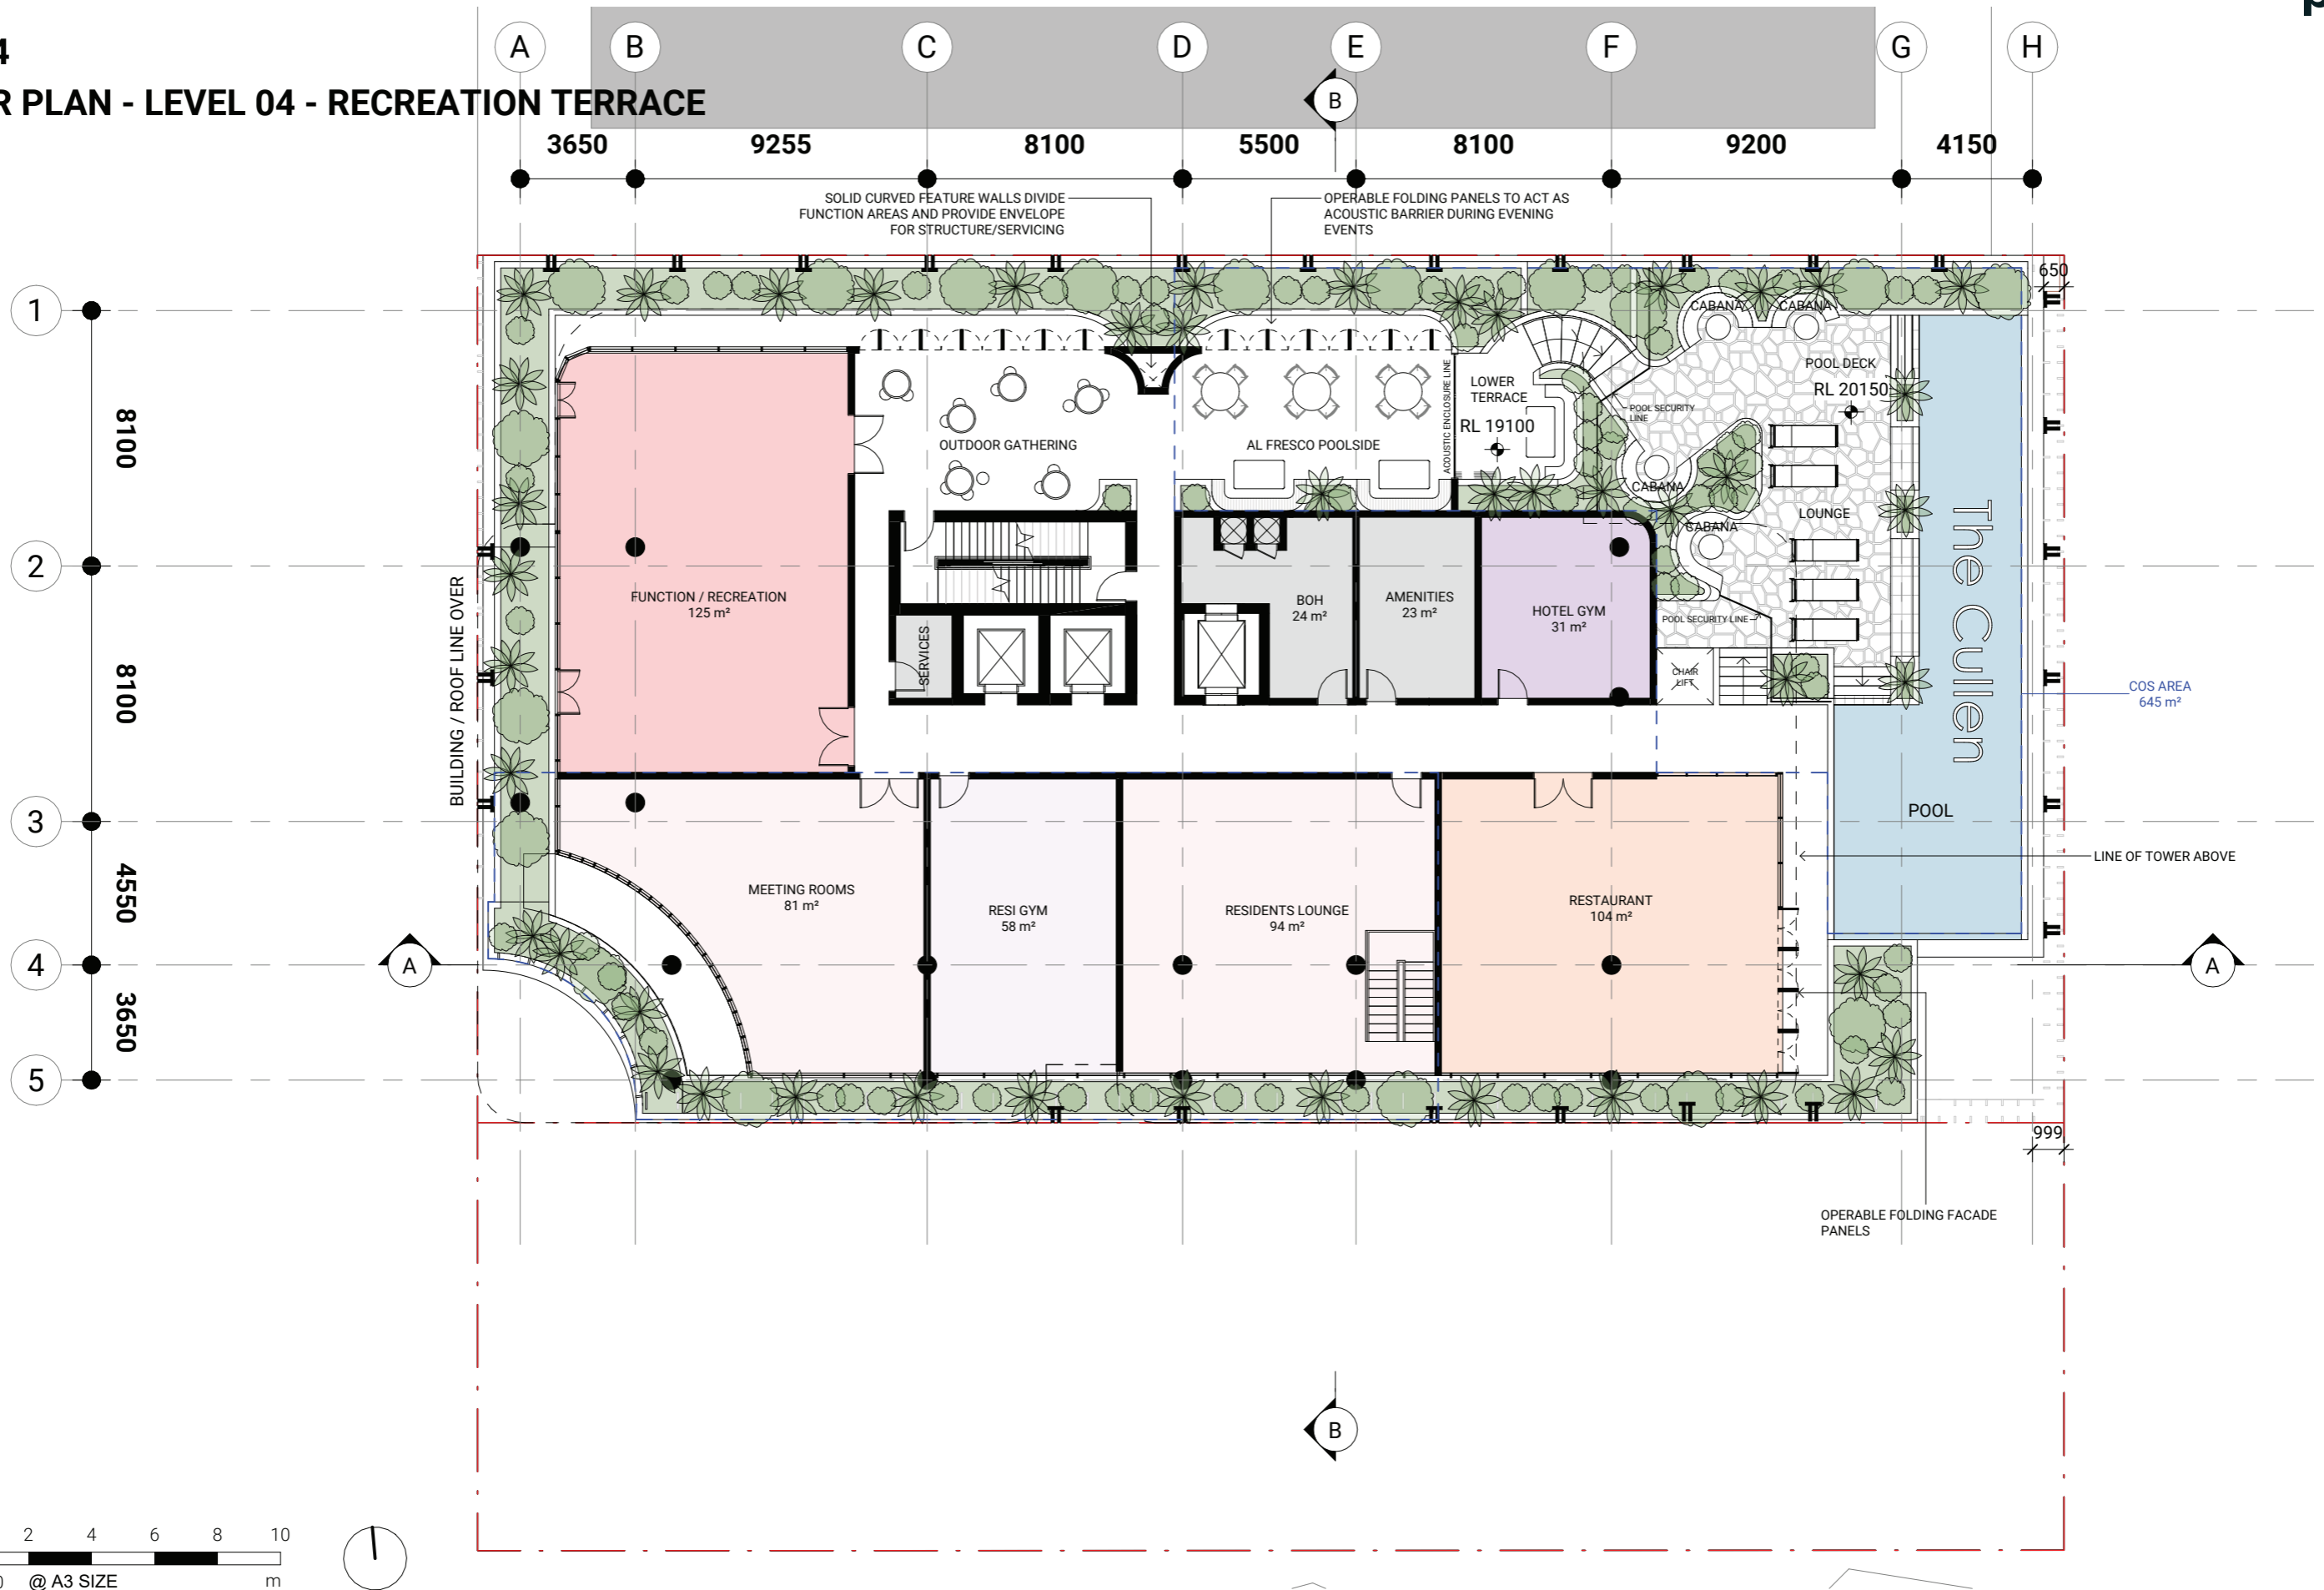 4
R PLAN - LEVEL 04 - RECREATION TERRACE
A B C D E F G H
B
3650 9255 8100 5500 8100 9200 4150
SOLID CURVED FEATURE WALLS DIVIDE
FUNCTION AREAS AND PROVIDE ENVELOPE
FOR STRUCTURE/SERVICING
OPERABLE FOLDING PANELS TO ACT AS
ACOUSTIC BARRIER DURING EVENING
EVENTS
650
1
CABANA
CABANA
POOL DECK
RL 20150
LOWER
TERRACE
RL 19100
POOL SECURITY
LINE
ACOUSTIC ENCLOSURE LINE
8100
OUTDOOR GATHERING
AL FRESCO POOLSIDE
CABANA
CABANA
LOUNGE
The Cullen
2
BUILDING / ROOF LINE OVER
FUNCTION / RECREATION
125 m²
BOH
24 m²
AMENITIES
23 m²
HOTEL GYM
31 m²
POOL SECURITY LINE
SERVICES
CHAIR
LIFT
8100
COS AREA
645 m²
3
POOL
LINE OF TOWER ABOVE
4550
MEETING ROOMS
81 m²
RESI GYM
58 m²
RESIDENTS LOUNGE
94 m²
RESTAURANT
104 m²
4
A
A
3650
5
999
OPERABLE FOLDING FACADE
PANELS
B
2 4 6 8 10
0 @ A3 SIZE m